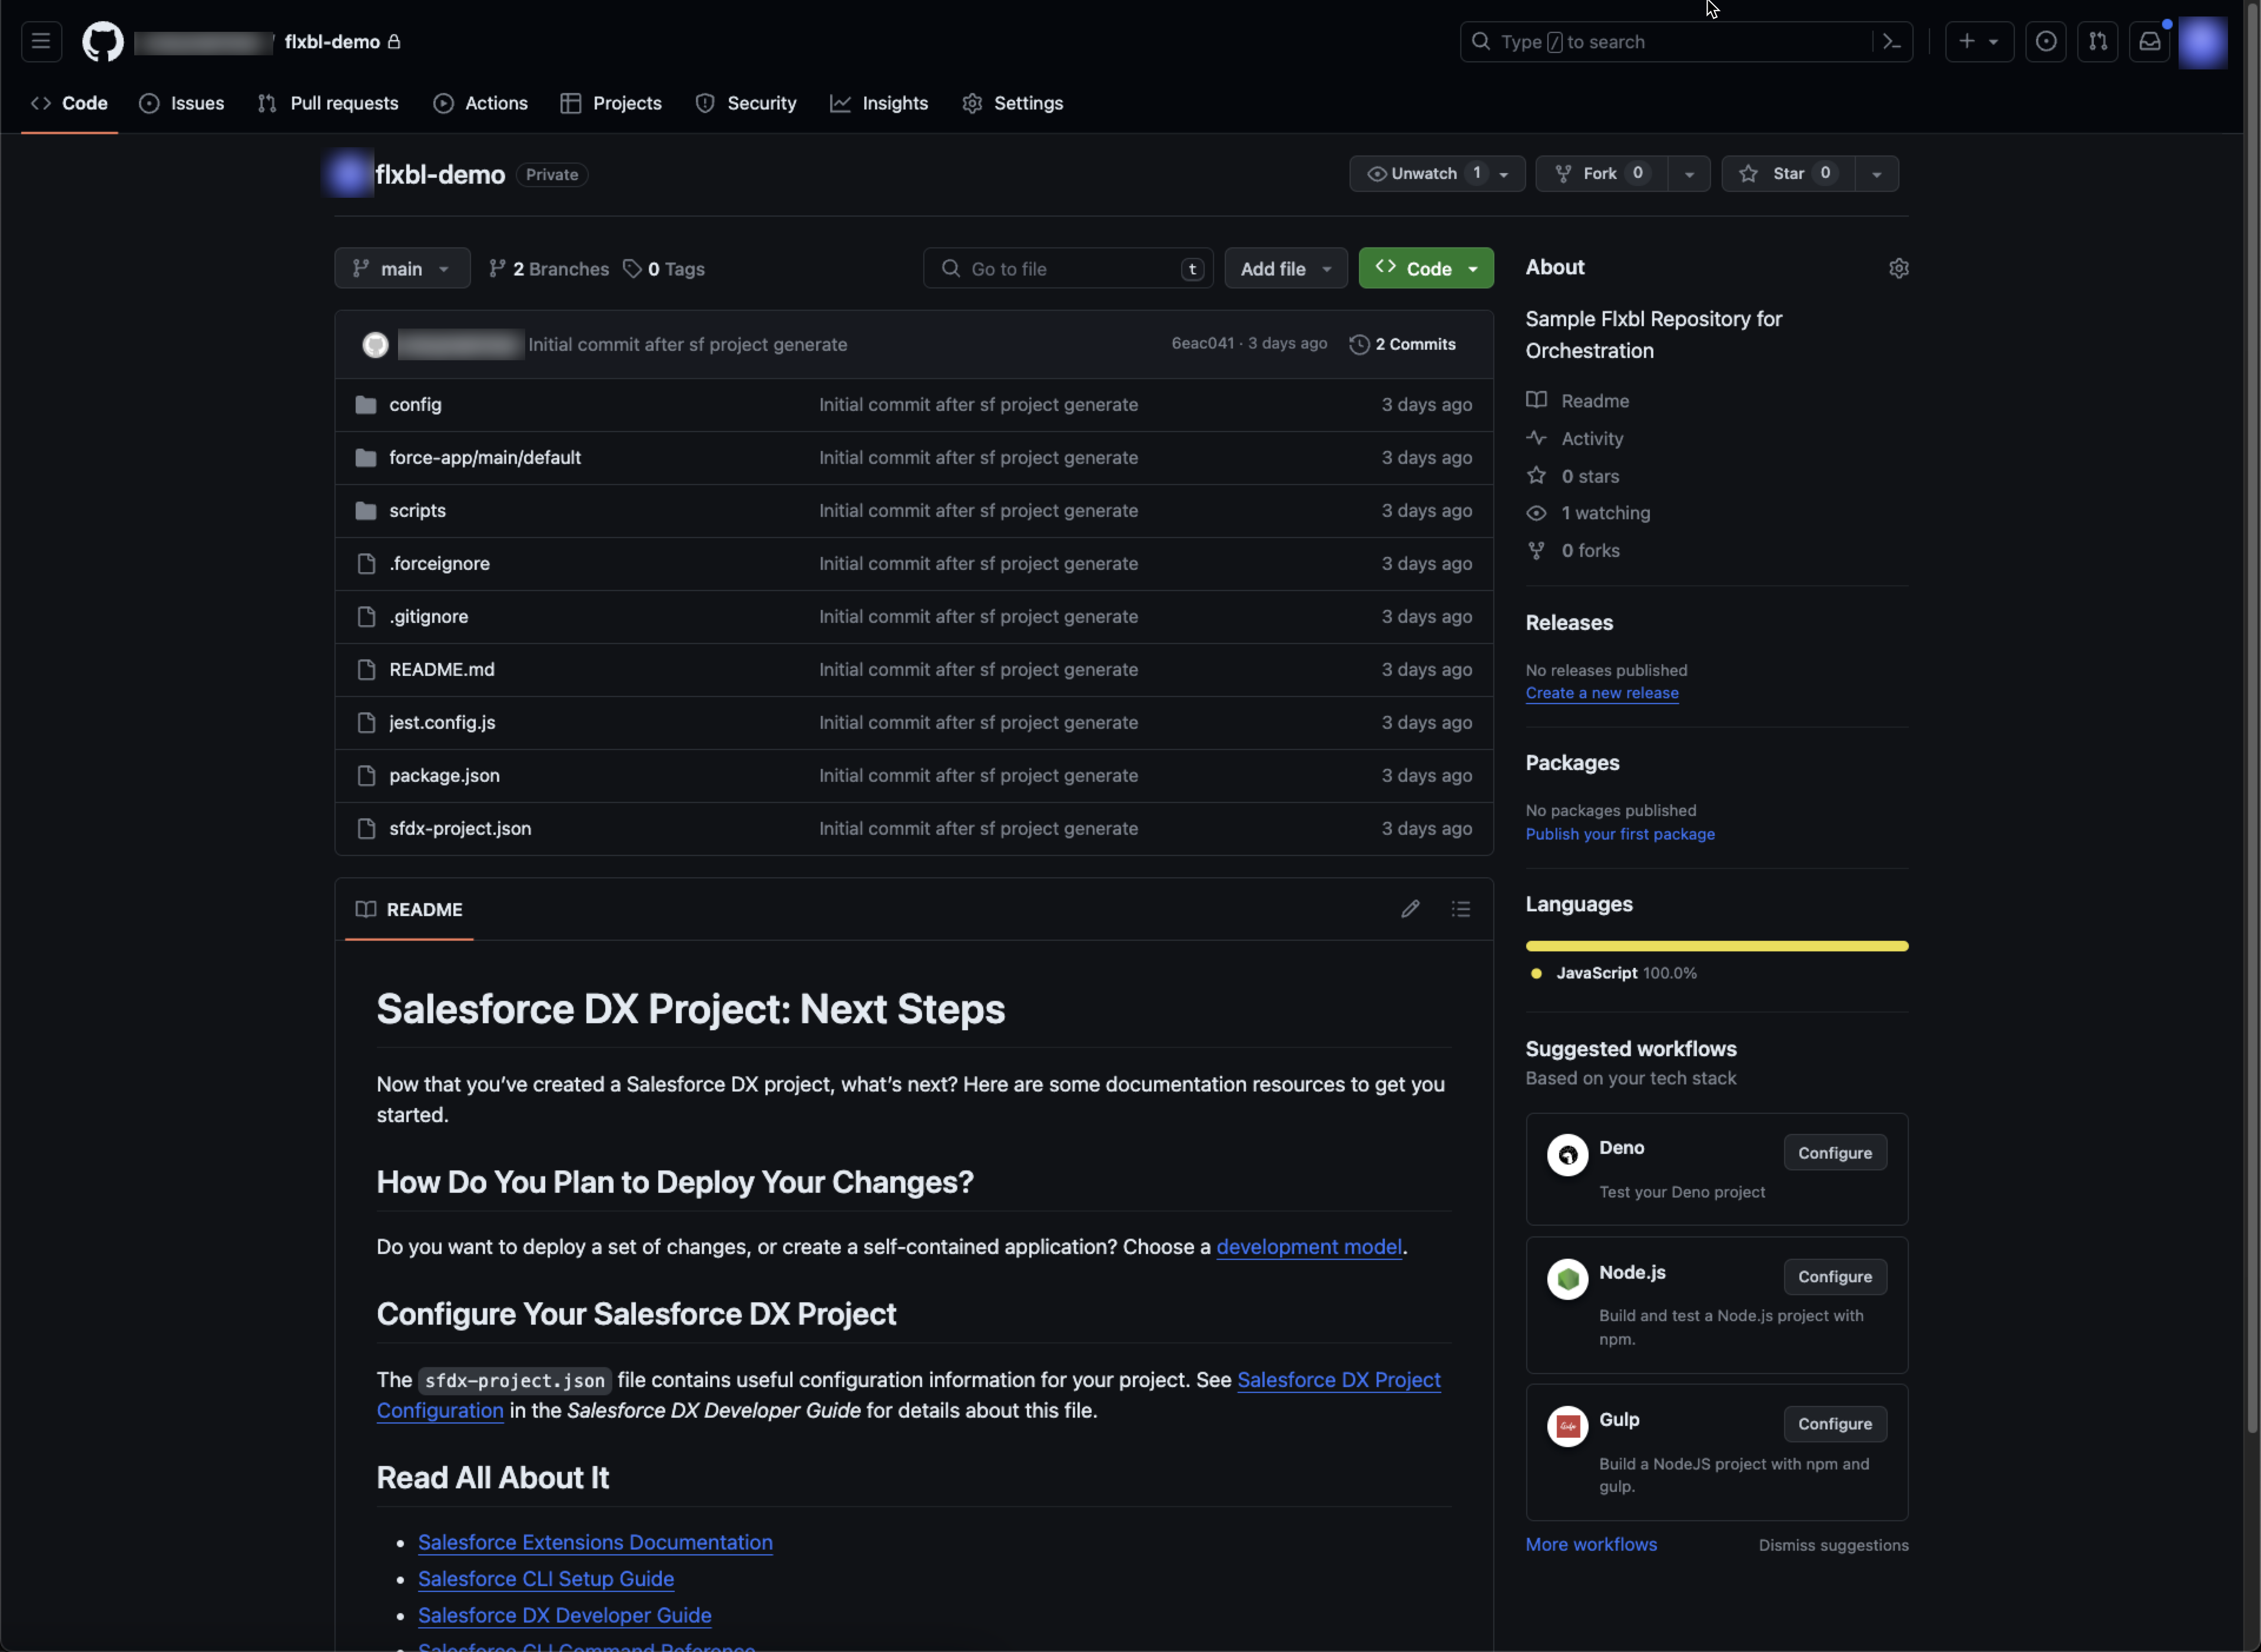 / flxbl-demo
Type / to search
Code
Issues
Pull requests
Actions
Projects
Security
Insights
Settings
flxbl-demo Private
Unwatch 1
Fork 0
Star 0
main
2 Branches
0 Tags
Go to file t
Add file
Code
Initial commit after sf project generate 6eac041 · 3 days ago 2 Commits
config Initial commit after sf project generate 3 days ago
force-app/main/default Initial commit after sf project generate 3 days ago
scripts Initial commit after sf project generate 3 days ago
.forceignore Initial commit after sf project generate 3 days ago
.gitignore Initial commit after sf project generate 3 days ago
README.md Initial commit after sf project generate 3 days ago
jest.config.js Initial commit after sf project generate 3 days ago
package.json Initial commit after sf project generate 3 days ago
sfdx-project.json Initial commit after sf project generate 3 days ago
README
Salesforce DX Project: Next Steps
Now that you’ve created a Salesforce DX project, what’s next? Here are some documentation resources to get you
started.
How Do You Plan to Deploy Your Changes?
Do you want to deploy a set of changes, or create a self-contained application? Choose a development model.
Configure Your Salesforce DX Project
The sfdx-project.json file contains useful configuration information for your project. See Salesforce DX Project
Configuration in the Salesforce DX Developer Guide for details about this file.
Read All About It
Salesforce Extensions Documentation
Salesforce CLI Setup Guide
Salesforce DX Developer Guide
Salesforce CLI Command Reference
About
Sample Flxbl Repository for
Orchestration
Readme
Activity
0 stars
1 watching
0 forks
Releases
No releases published
Create a new release
Packages
No packages published
Publish your first package
Languages
JavaScript 100.0%
Suggested workflows
Based on your tech stack
Deno
Configure
Test your Deno project
Node.js
Configure
Build and test a Node.js project with
npm.
Gulp
Configure
Build a NodeJS project with npm and
gulp.
More workflows
Dismiss suggestions